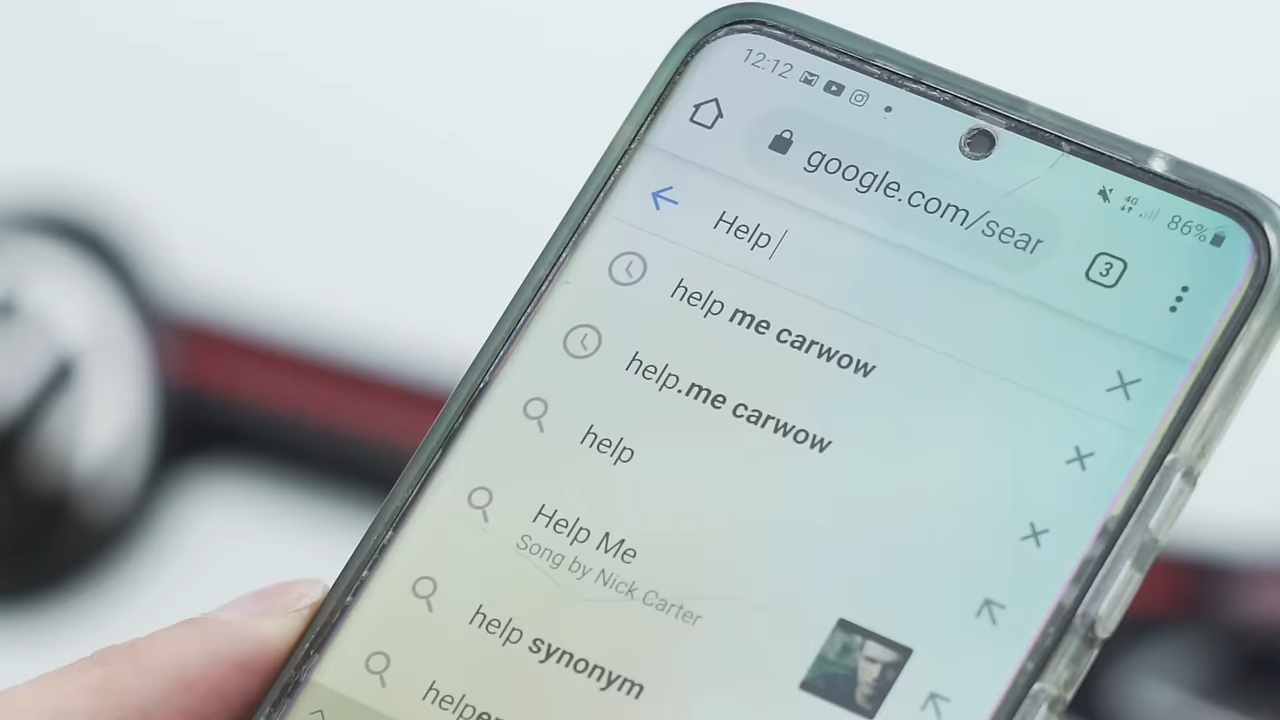 12:12
4G
86%
google.com/sear
3
Help
help me carwow
help.me carwow
help
Help Me
Song by Nick Carter
help synonym